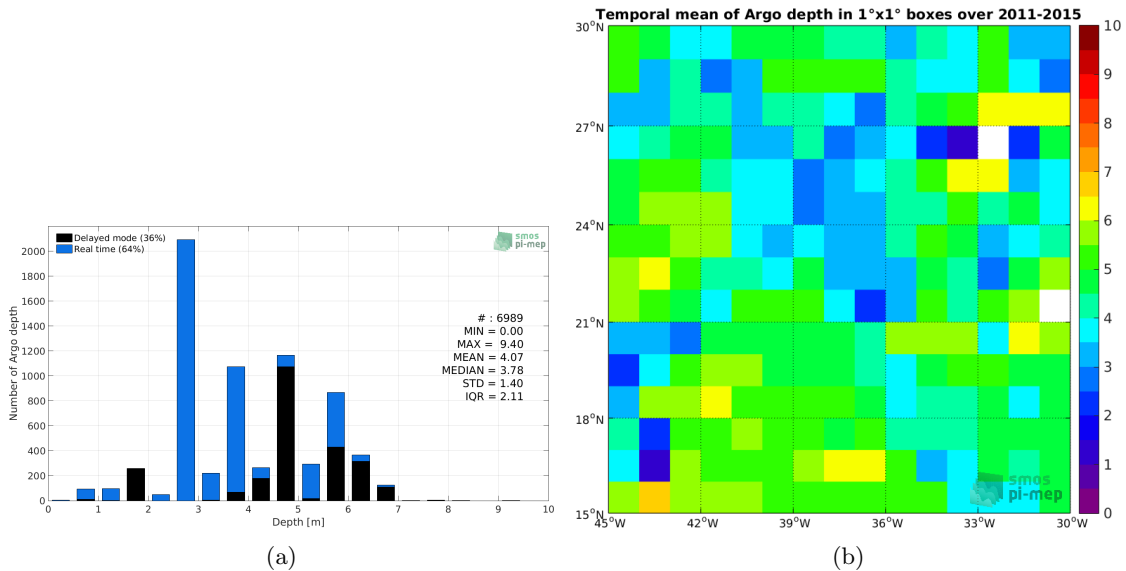 Temporal mean of Argo depth in 1°x1° boxes over 2011-2015
Delayed mode (36%)
Real time (64%)
smos
pi-mep
# : 6989
MIN = 0.00
MAX = 9.40
MEAN = 4.07
MEDIAN = 3.78
STD = 1.40
IQR = 2.11
Number of Argo depth
2000
1800
1600
1400
1200
1000
800
600
400
200
0
0 1 2 3 4 5 6 7 8 9 10
Depth [m]
(a)
30°N
27°N
24°N
21°N
18°N
15°N
45°W 42°W 39°W 36°W 33°W 30°W
smos
pi-mep
10
9
8
7
6
5
4
3
2
1
0
(b)